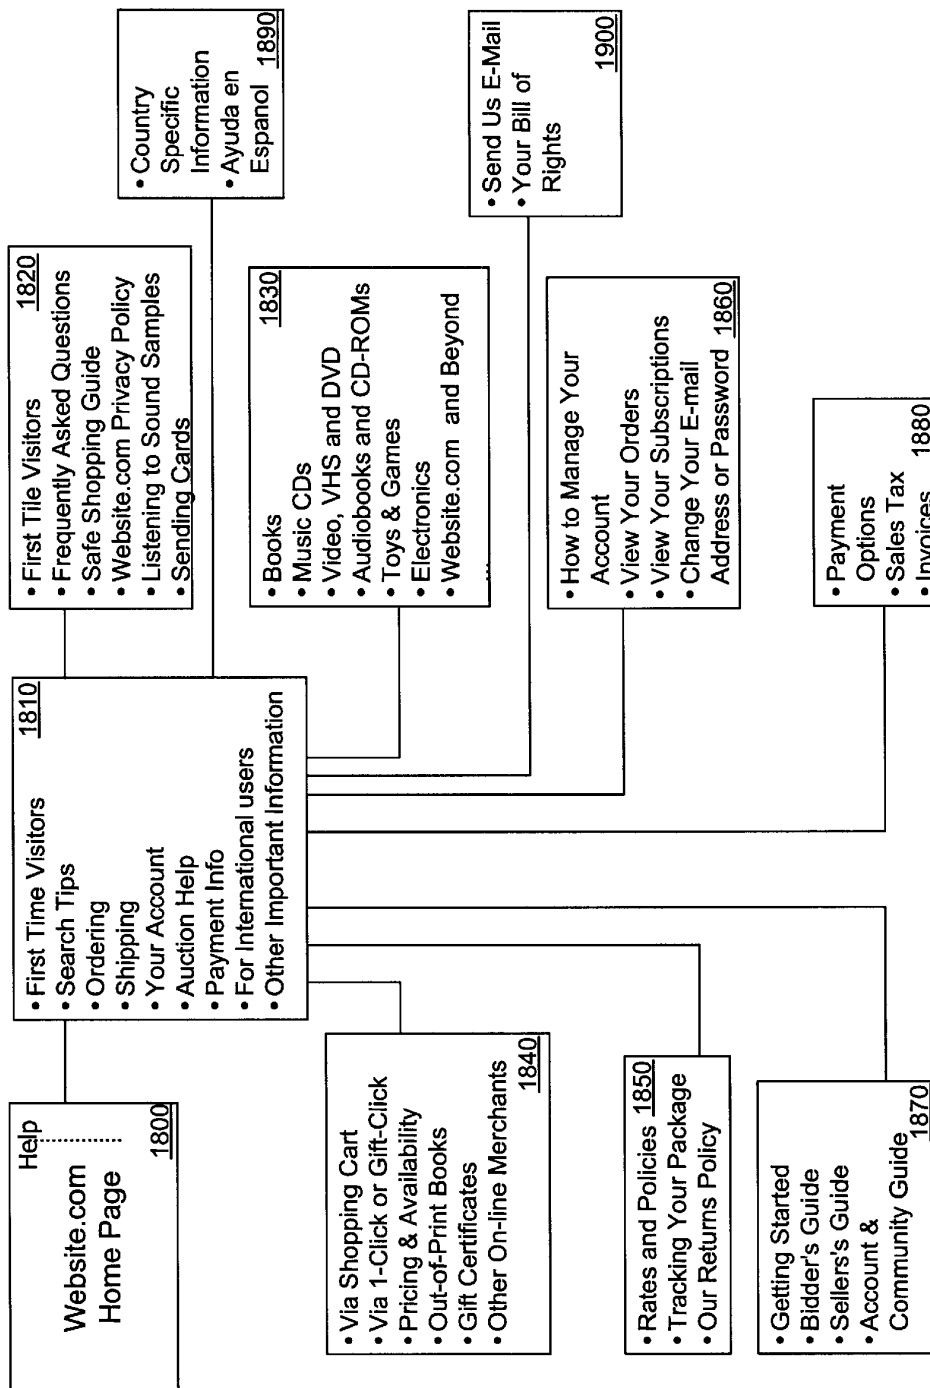 Help
Website.com
Home Page
1800
• First Time Visitors
• Search Tips
• Ordering
• Shipping
• Your Account
• Auction Help
• Payment Info
• For International users
• Other Important Information
1810
• First Tile Visitors
• Frequently Asked Questions
• Safe Shopping Guide
• Website.com Privacy Policy
• Listening to Sound Samples
• Sending Cards
1820
• Country
Specific
Information
• Ayuda en
Espanol
1890
• Books
• Music CDs
• Video, VHS and DVD
• Audiobooks and CD-ROMs
• Toys & Games
• Electronics
• Website.com and Beyond
1830
• Send Us E-Mail
• Your Bill of
Rights
1900
• Via Shopping Cart
• Via 1-Click or Gift-Click
• Pricing & Availability
• Out-of-Print Books
• Gift Certificates
• Other On-line Merchants
1840
• How to Manage Your
Account
• View Your Orders
• View Your Subscriptions
• Change Your E-mail
Address or Password
1860
• Rates and Policies
• Tracking Your Package
• Our Returns Policy
1850
• Getting Started
• Bidder's Guide
• Sellers's Guide
• Account &
Community Guide
1870
• Payment
Options
• Sales Tax
• Invoices
1880